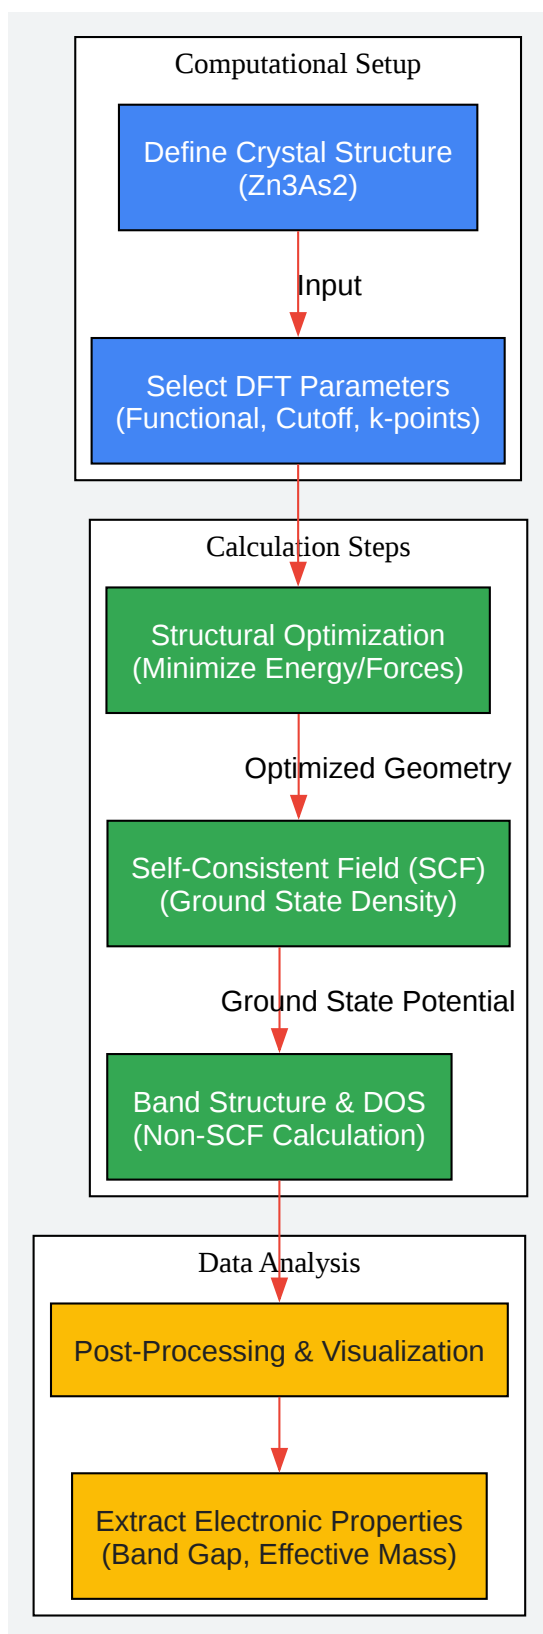 Computational Setup
Define Crystal Structure
(Zn3As2)
Input
Select DFT Parameters
(Functional, Cutoff, k-points)
Calculation Steps
Structural Optimization
(Minimize Energy/Forces)
Optimized Geometry
Self-Consistent Field (SCF)
(Ground State Density)
Ground State Potential
Band Structure & DOS
(Non-SCF Calculation)
Data Analysis
Post-Processing & Visualization
Extract Electronic Properties
(Band Gap, Effective Mass)